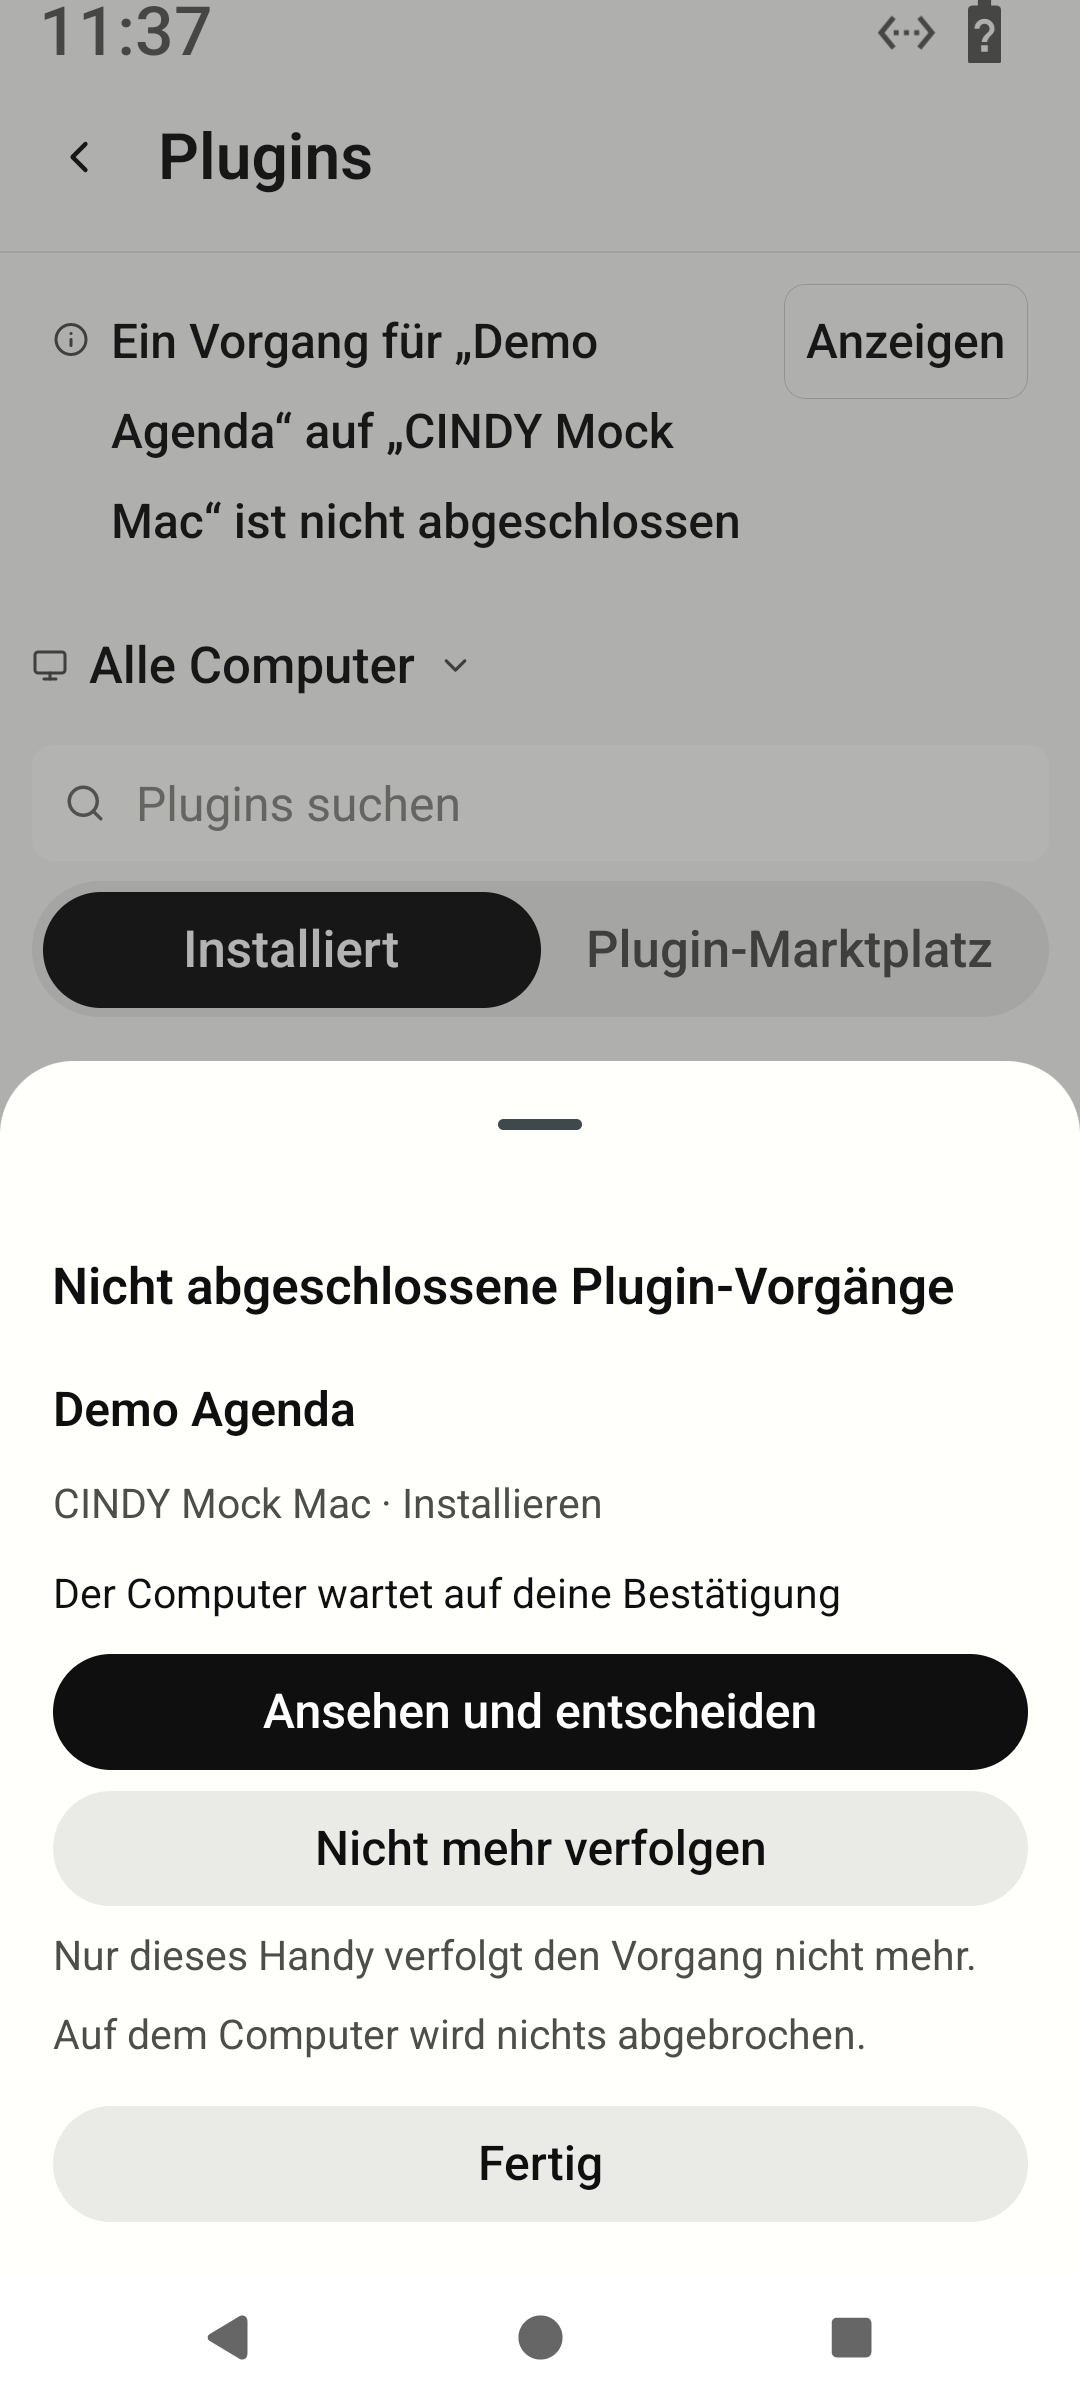 11:37
Plugins
Ein Vorgang für „Demo
Agenda“ auf „CINDY Mock
Mac“ ist nicht abgeschlossen
Anzeigen
Alle Computer
Plugins suchen
Installiert
Plugin-Marktplatz
Nicht abgeschlossene Plugin-Vorgänge
Demo Agenda
CINDY Mock Mac · Installieren
Der Computer wartet auf deine Bestätigung
Ansehen und entscheiden
Nicht mehr verfolgen
Nur dieses Handy verfolgt den Vorgang nicht mehr.
Auf dem Computer wird nichts abgebrochen.
Fertig